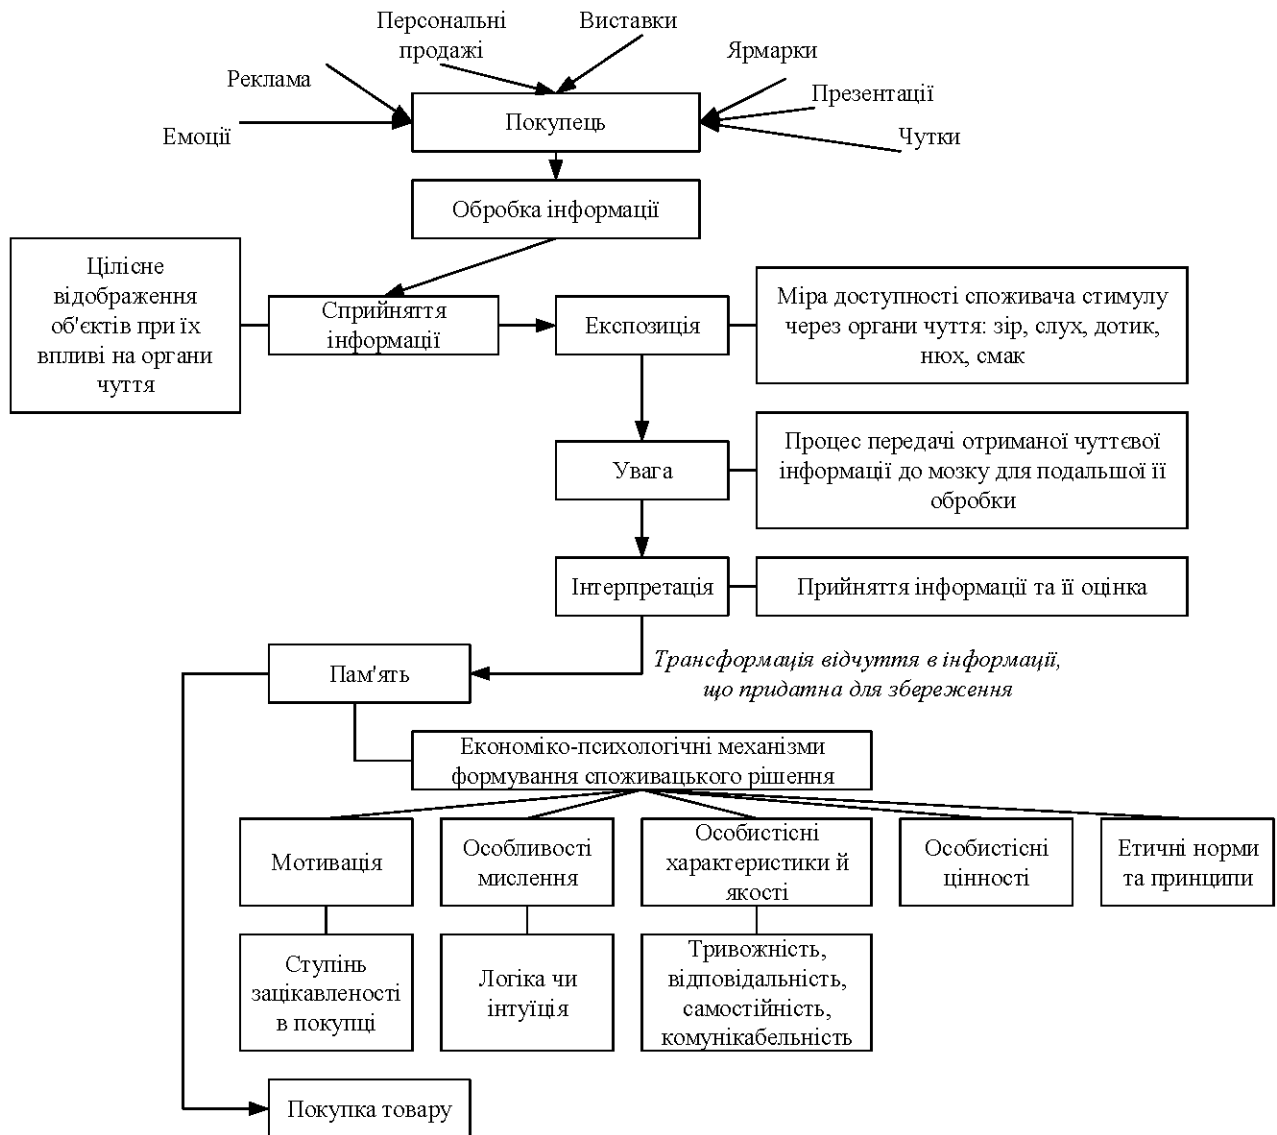 Персональні
продажі
Виставки
Ярмарки
Реклама
Презентації
Емоції
Покупець
Чутки
Обробка інформації
Цілісне
відображення
об'єктів при їх
впливі на органи
чуття
Сприйняття
інформації
Експозиція
Міра доступності споживача стимулу
через органи чуття: зір, слух, дотик,
нюх, смак
Увага
Процес передачі отриманої чуттєвої
інформації до мозку для подальшої її
обробки
Інтерпретація
Прийняття інформації та її оцінка
Пам'ять
Трансформація відчуття в інформації,
що придатна для збереження
Економіко-психологічні механізми
формування споживацького рішення
Мотивація
Особливості
мислення
Особистісні
характеристики й
якості
Особистісні
цінності
Етичні норми
та принципи
Ступінь
зацікавленості
в покупці
Логіка чи
інтуїція
Тривожність,
відповідальність,
самостійність,
комунікабельність
Покупка товару